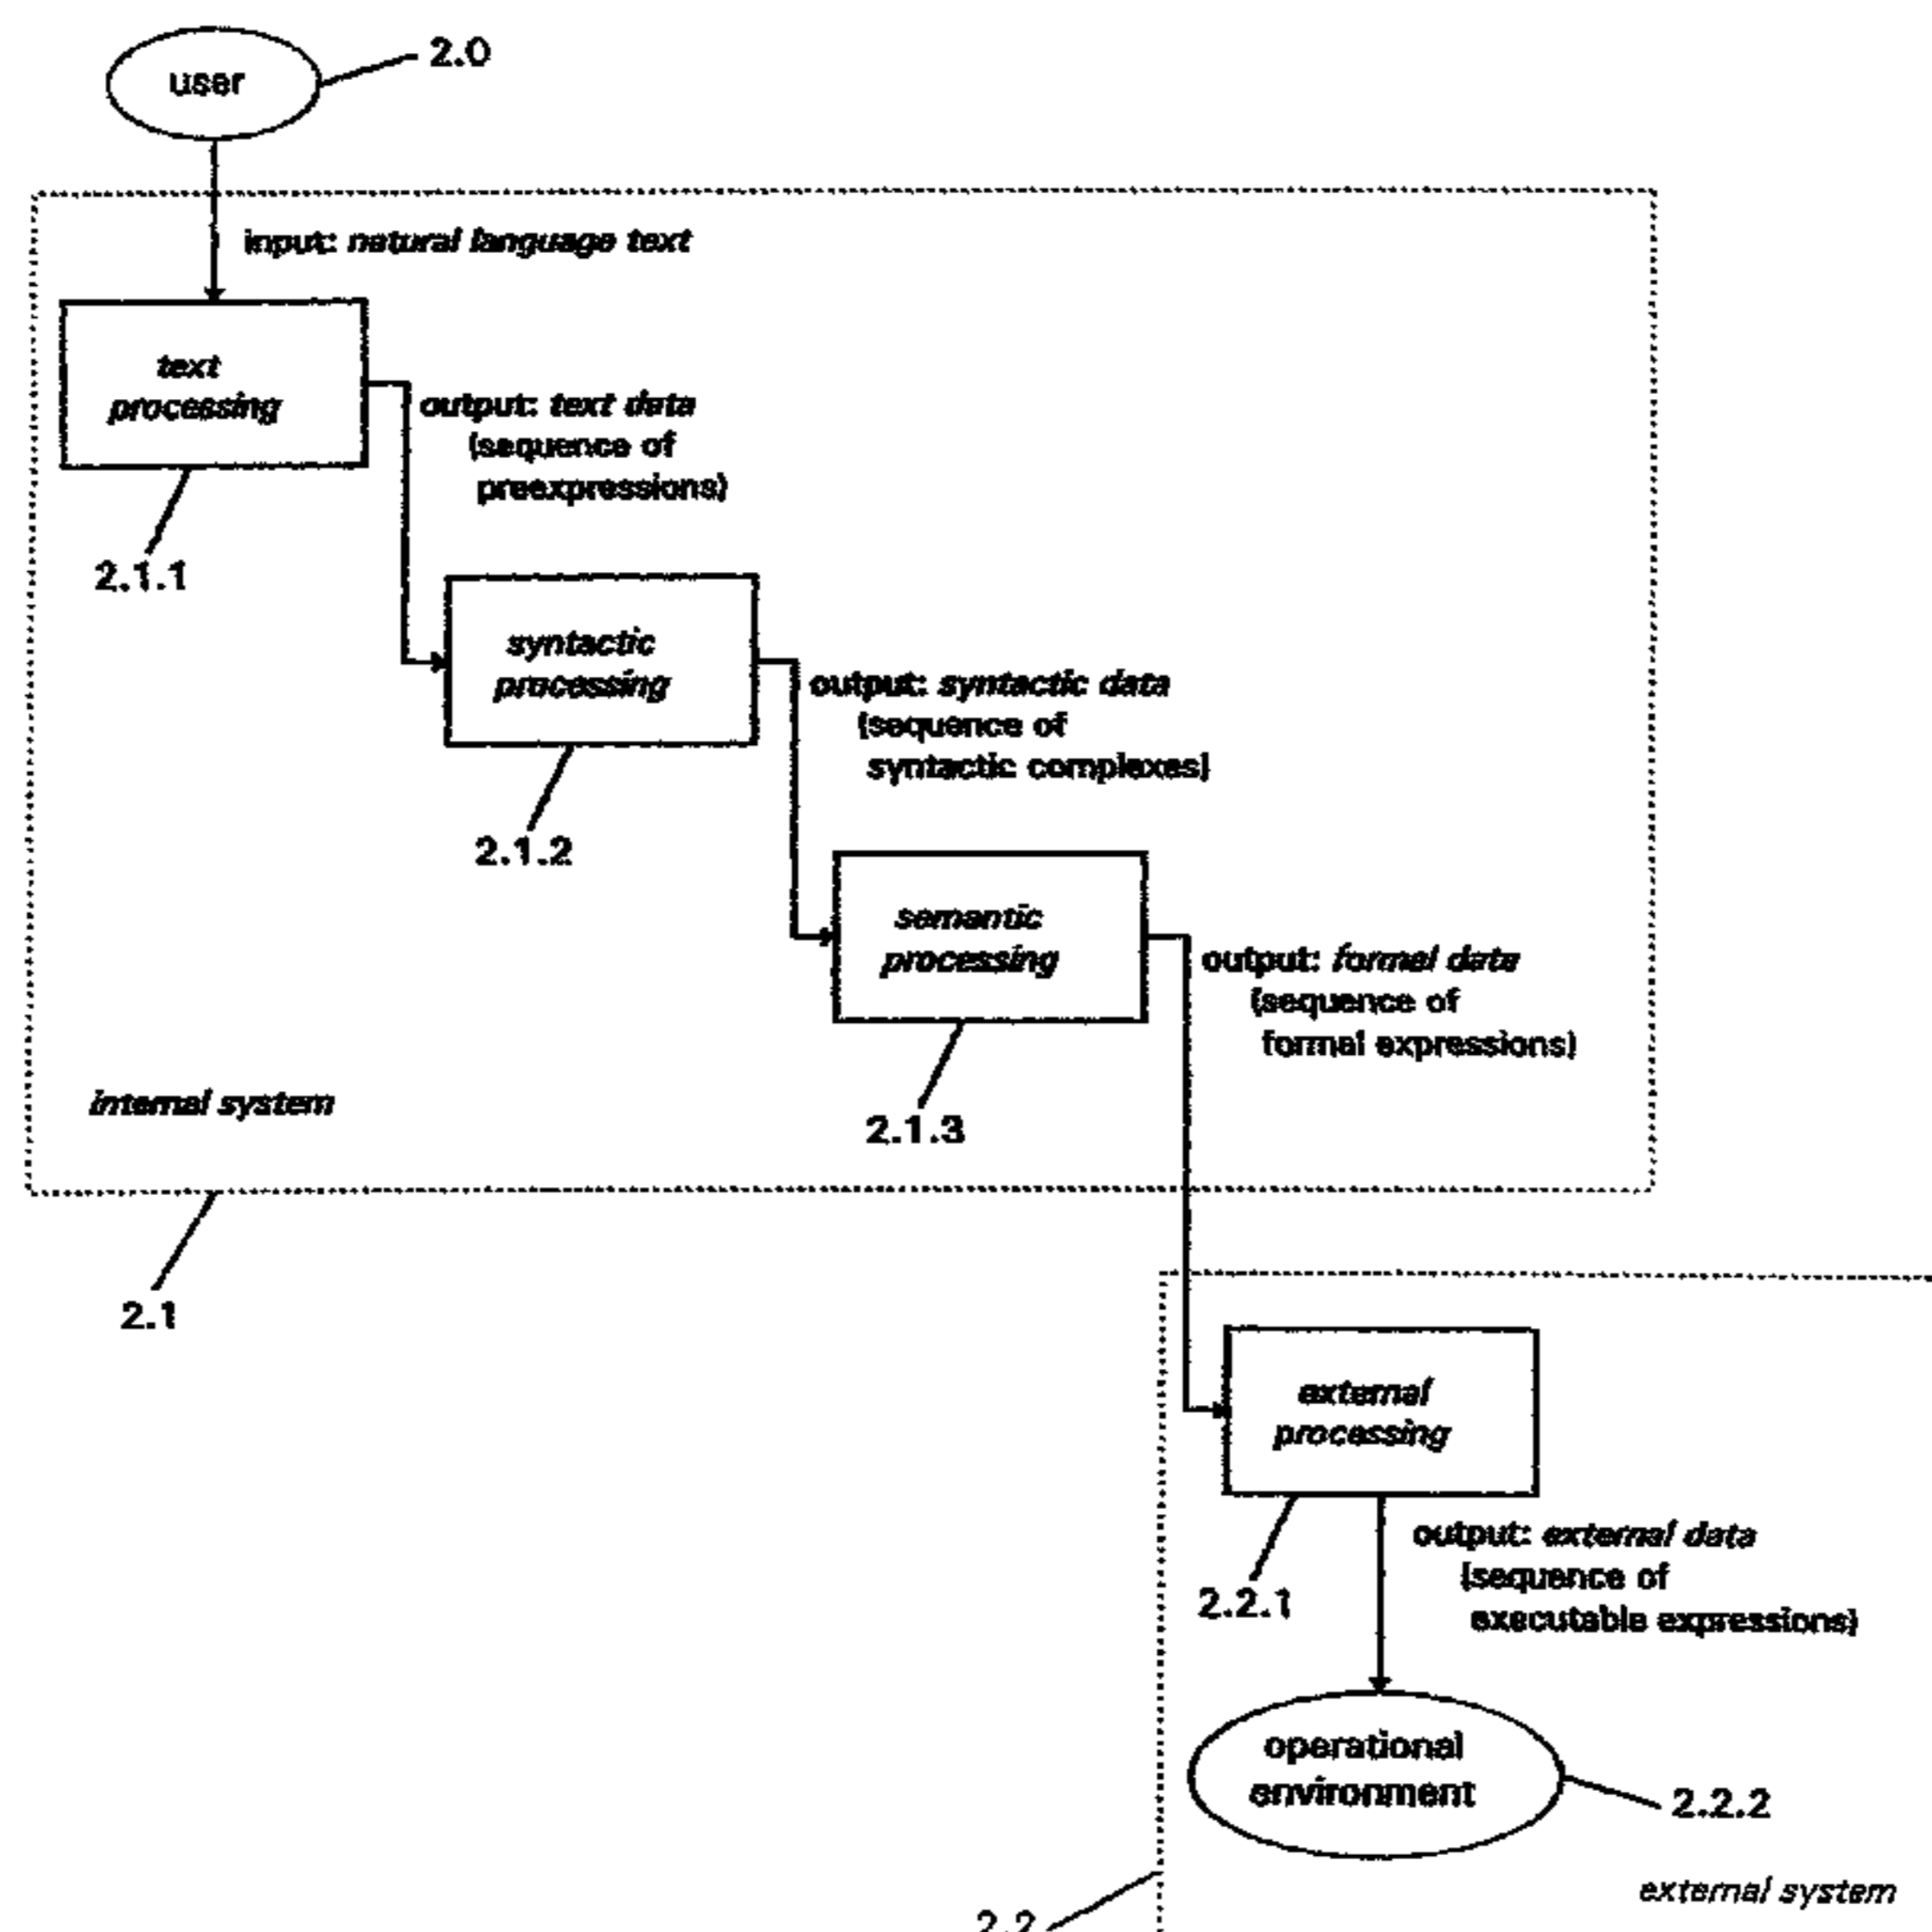 user
2.0
input: natural language text
text
processing
output: text data
(sequence of
preexpressions)
2.1.1
syntactic
processing
output: syntactic data
(sequence of
syntactic complexes)
2.1.2
semantic
processing
output: formal data
(sequence of
formal expressions)
internal system
2.1.3
2.1
external
processing
output: external data
(sequence of
executable expressions)
2.2.1
operational
environment
2.2.2
external system
2.2